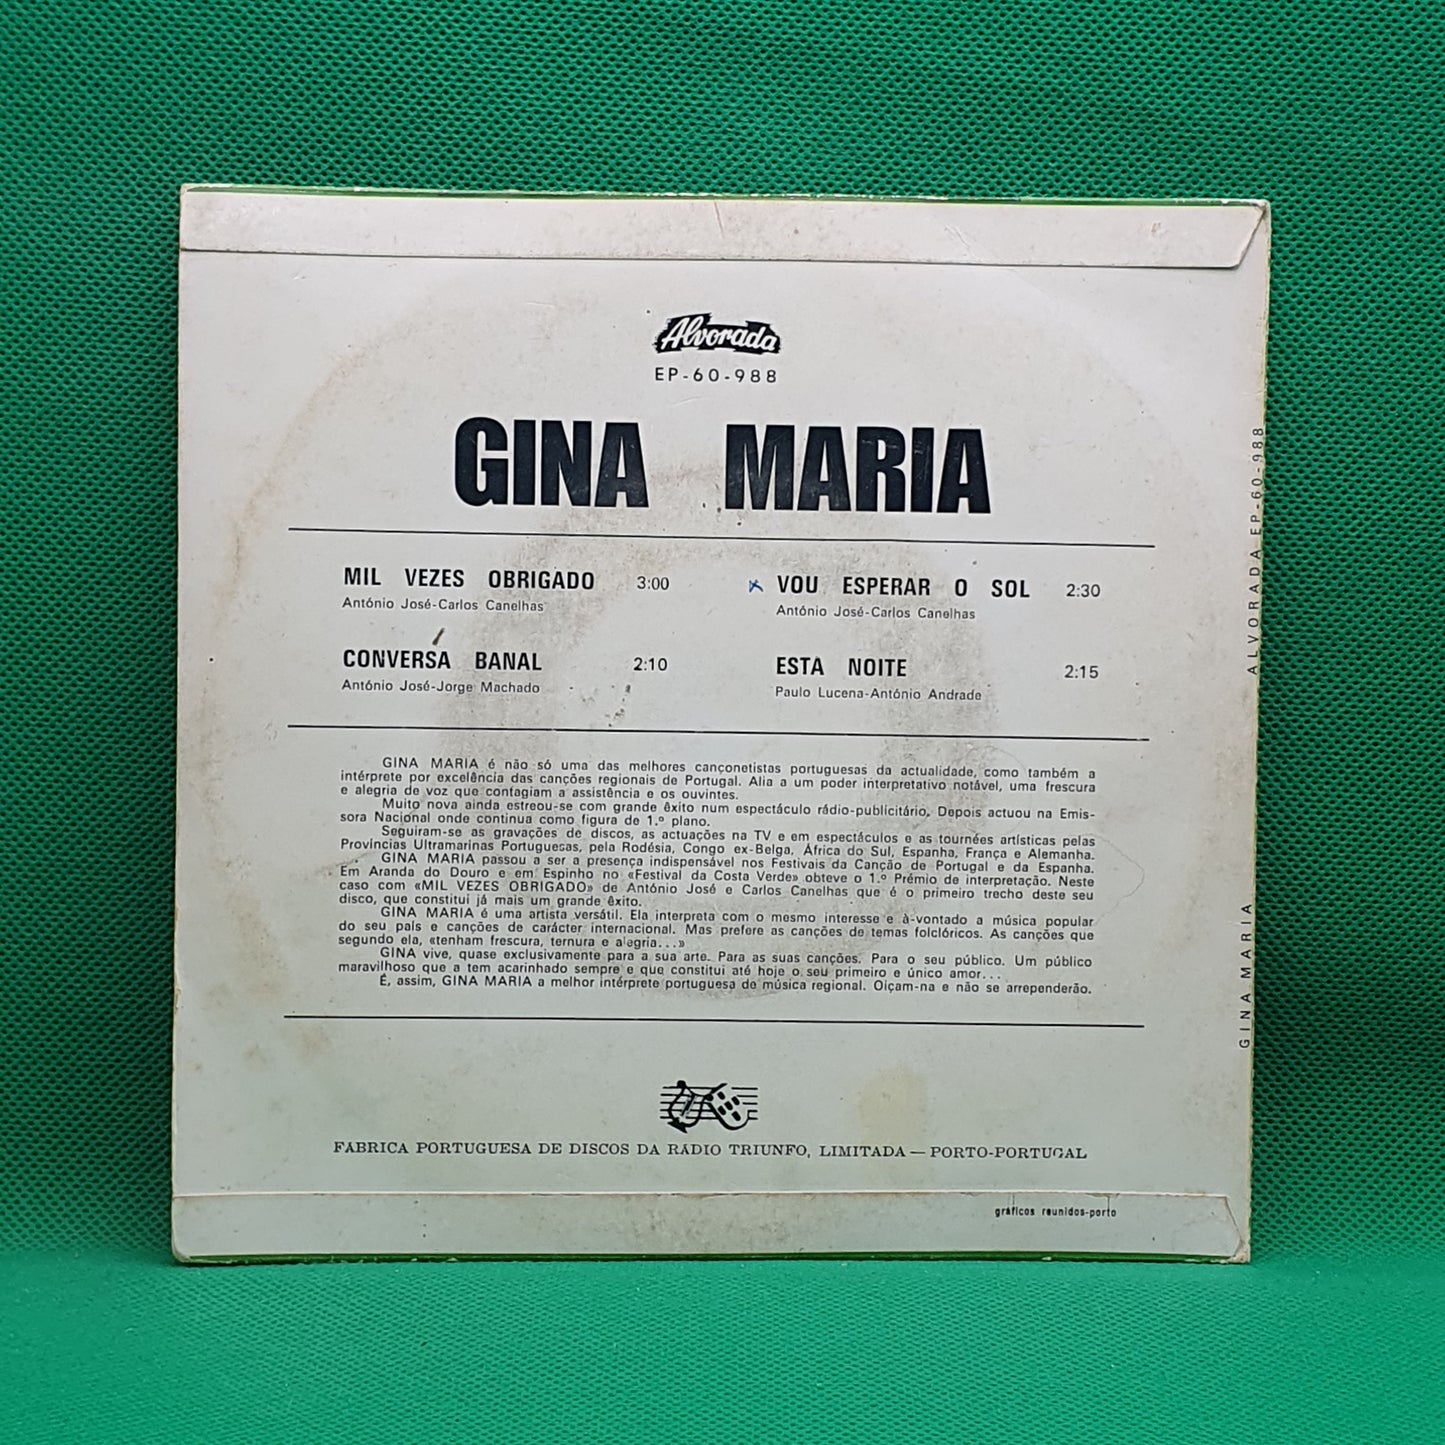 Alvorada
EP-60-988
GINA MARIA
MIL VEZES OBRIGADO 3:00
António José-Carlos Canelhas
CONVERSA BANAL 2:10
António José-Jorge Machado
VOU ESPERAR O SOL 2:30
António José-Carlos Canelhas
ESTA NOITE 2:15
Paulo Lucena-António Andrade
GINA MARIA é não só uma das melhores cançonetistas portuguesas da actualidade, como também a
intérprete por excelência das canções regionais de Portugal. Alia a um poder interpretativo notável, uma frescura
e alegria de voz que contagiam a assistência e os ouvintes.
Muito nova ainda estreou-se com grande êxito num espectáculo rádio-publicitário. Depois actuou na Emis-
sora Nacional onde continua como figura de 1.º plano.
Seguiram-se as gravações de discos, as actuações na TV e em espectáculos e as tournées artísticas pelas
Províncias Ultramarinas Portuguesas, pela Rodésia, Congo ex-Belga, África do Sul, Espanha, França e Alemanha.
GINA MARIA passou a ser a presença indispensável nos Festivais da Canção de Portugal e da Espanha.
Em Aranda do Douro e em Espinho no «Festival da Costa Verde» obteve o 1.º Prémio de interpretação. Neste
caso com «MIL VEZES OBRIGADO» de António José e Carlos Canelhas que é o primeiro trecho deste seu
disco, que constitui já mais um grande êxito.
GINA MARIA é uma artista versátil. Ela interpreta com o mesmo interesse e à-vontado a música popular
do seu país e canções de carácter internacional. Mas prefere as canções de temas folclóricos. As canções que
segundo ela, «tenham frescura, ternura e alegria...»
GINA vive, quase exclusivamente para a sua arte. Para as suas canções. Para o seu público. Um público
maravilhoso que a tem acarinhado sempre e que constitui até hoje o seu primeiro e único amor...
É, assim, GINA MARIA a melhor intérprete portuguesa de música regional. Oiçam-na e não se arrependerão.
FÁBRICA PORTUGUESA DE DISCOS DA RÁDIO TRIUNFO, LIMITADA — PORTO-PORTUGAL
gráficos reunidos-porto
GINA MARIA
ALVORADA EP-60-988